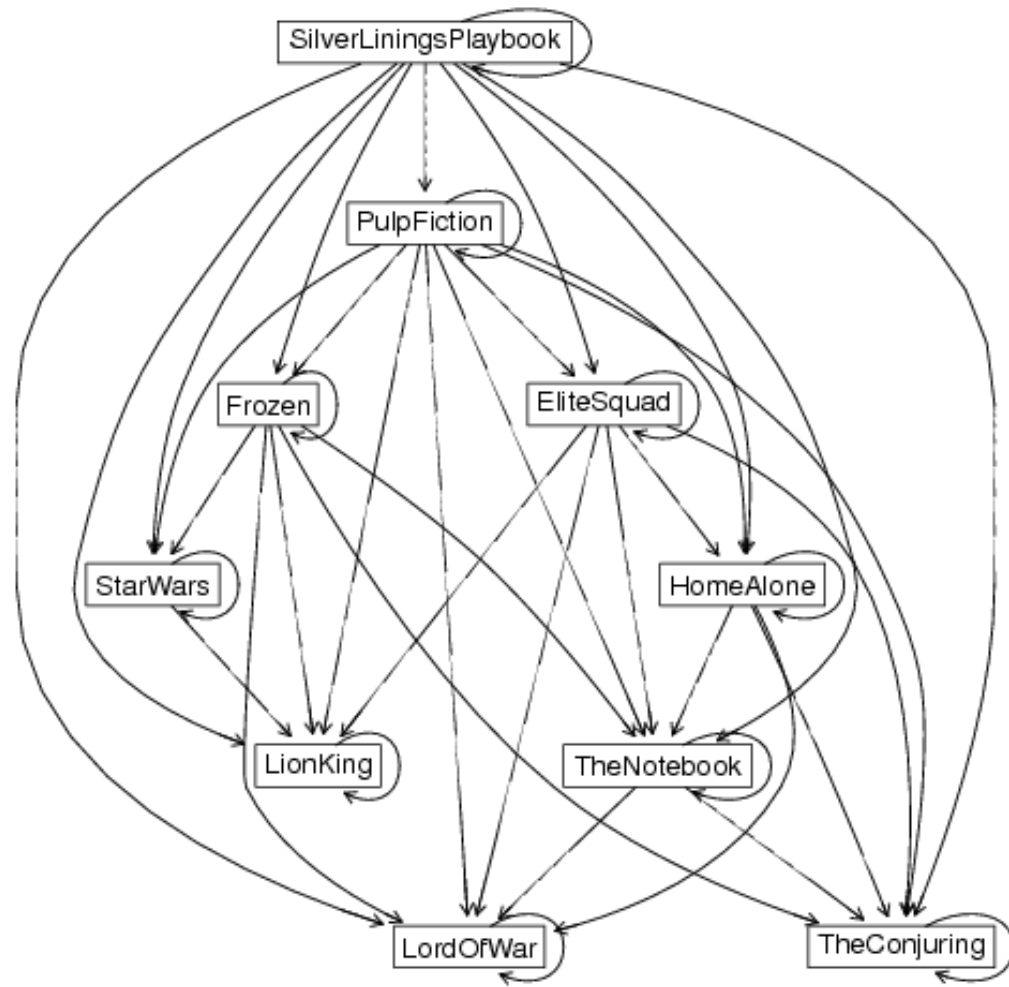 SilverLiningsPlaybook
PulpFiction
Frozen
EliteSquad
StarWars
HomeAlone
LionKing
TheNotebook
LordOfWar
TheConjuring